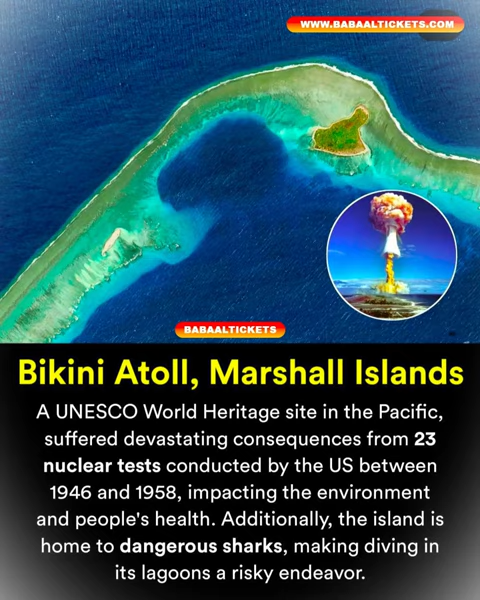 WWW.BABAALTICKETS.COM
BABAALTICKETS
Bikini Atoll, Marshall Islands
A UNESCO World Heritage site in the Pacific,
suffered devastating consequences from 23
nuclear tests conducted by the US between
1946 and 1958, impacting the environment
and people's health. Additionally, the island is
home to dangerous sharks, making diving in
its lagoons a risky endeavor.